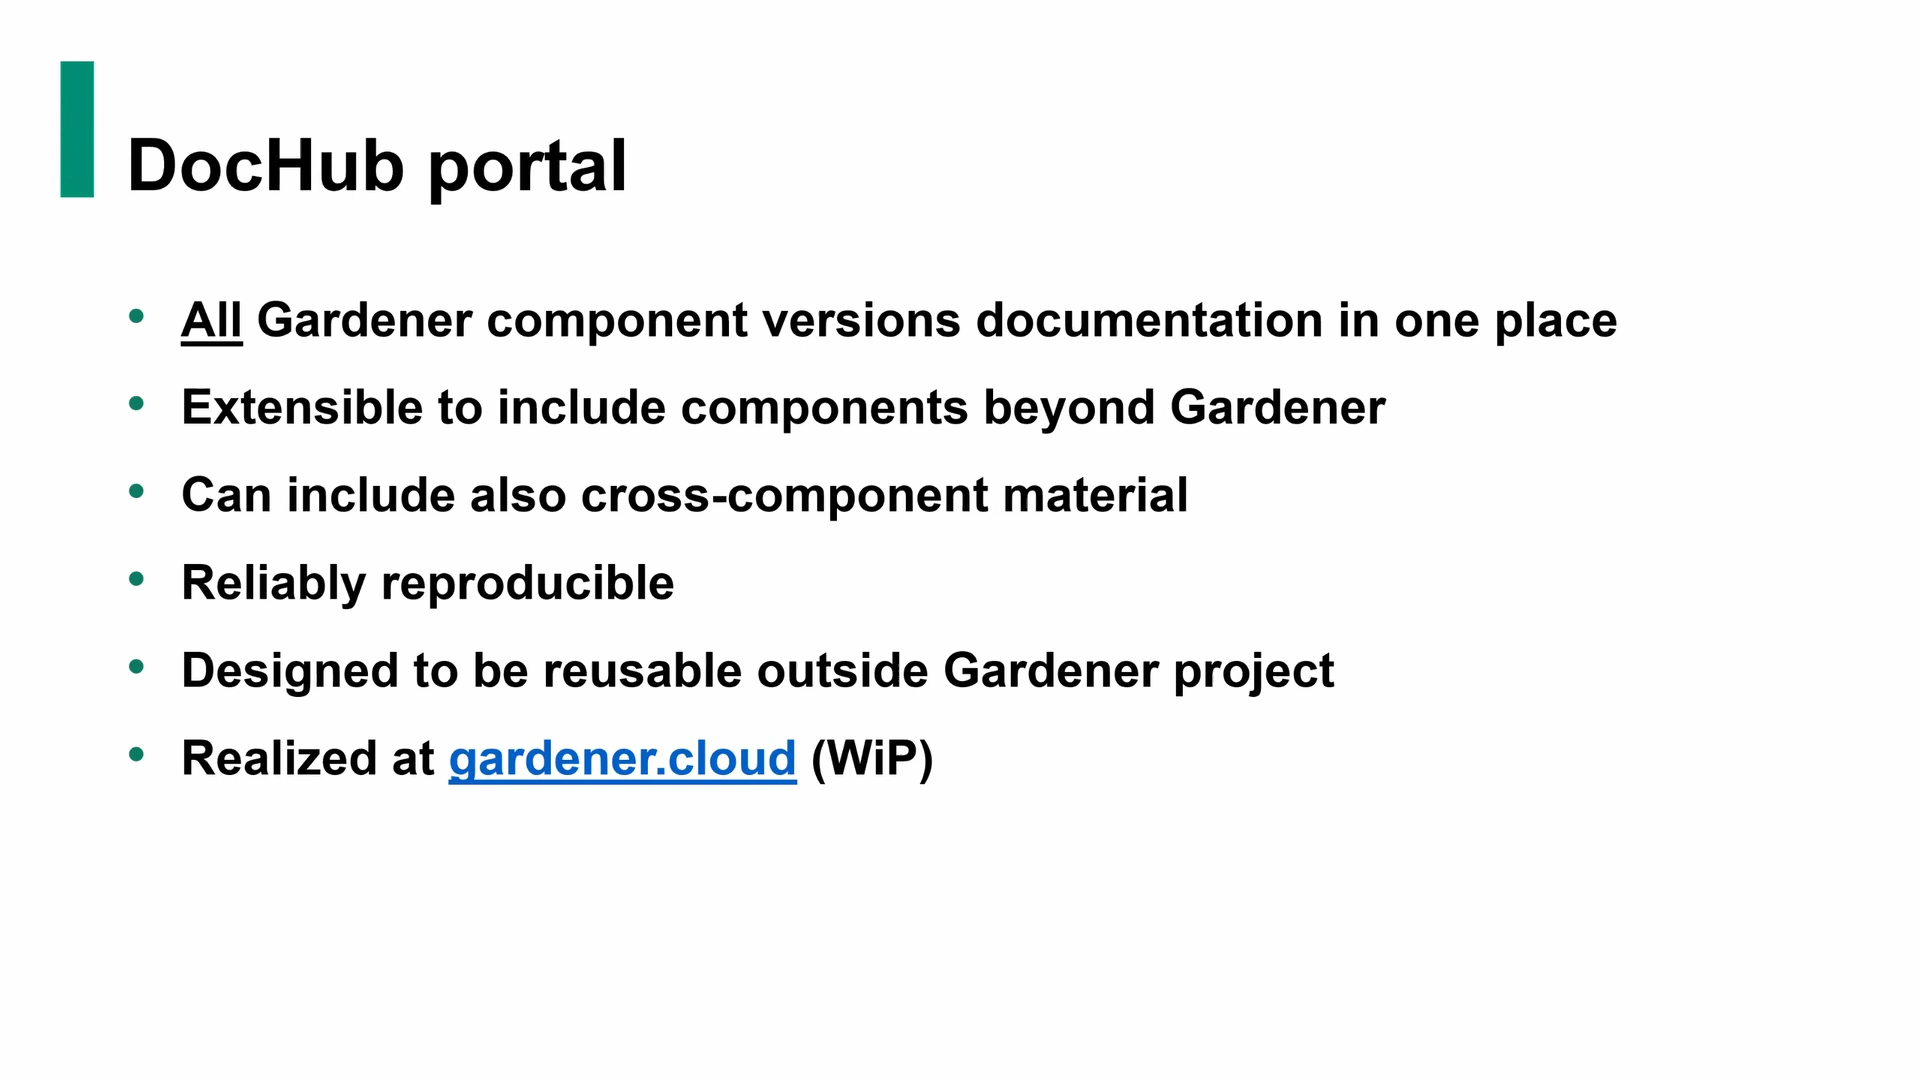 DocHub portal
• All Gardener component versions documentation in one place
• Extensible to include components beyond Gardener
• Can include also cross-component material
• Reliably reproducible
• Designed to be reusable outside Gardener project
• Realized at gardener.cloud (WiP)